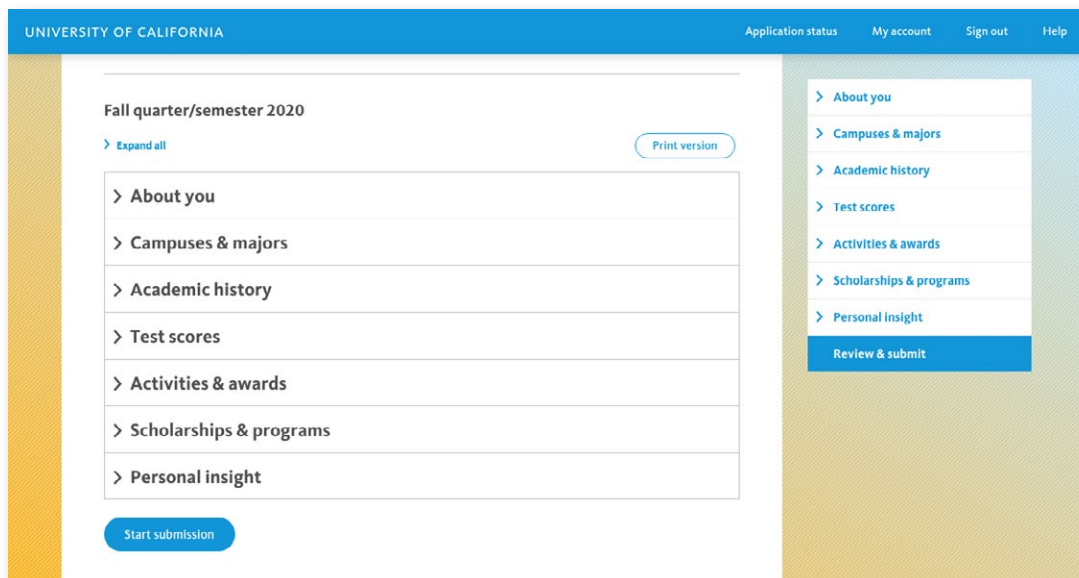 UNIVERSITY OF CALIFORNIA
Application status
My account
Sign out
Help
Fall quarter/semester 2020
Expand all
Print version
About you
Campuses & majors
Academic history
Test scores
Activities & awards
Scholarships & programs
Personal insight
Start submission
About you
Campuses & majors
Academic history
Test scores
Activities & awards
Scholarships & programs
Personal insight
Review & submit